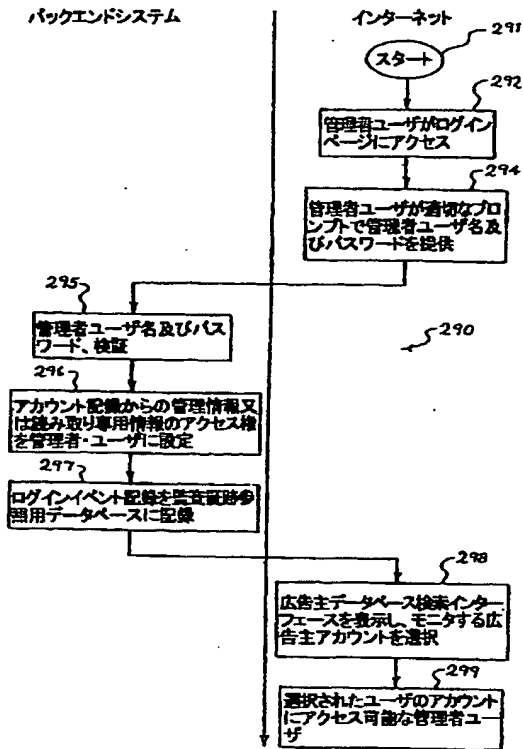 バックエンドシステム
インターネット
291
スタート
292
管理者ユーザがログイン
ページにアクセス
294
管理者ユーザが適切なプロ
ンプトで管理者ユーザ名及
びパスワードを提供
295
管理者ユーザ名及びパス
ワード、検証
290
296
アカウント記録からの管理情報又
は読み取り専用情報のアクセス権
を管理者・ユーザに設定
297
ログインイベント記録を監査証跡参
照用データベースに記録
298
広告主データベース検索インター
フェースを表示し、モニタする広
告主アカウントを選択
299
選択されたユーザのアカウント
にアクセス可能な管理者ユー
ザ